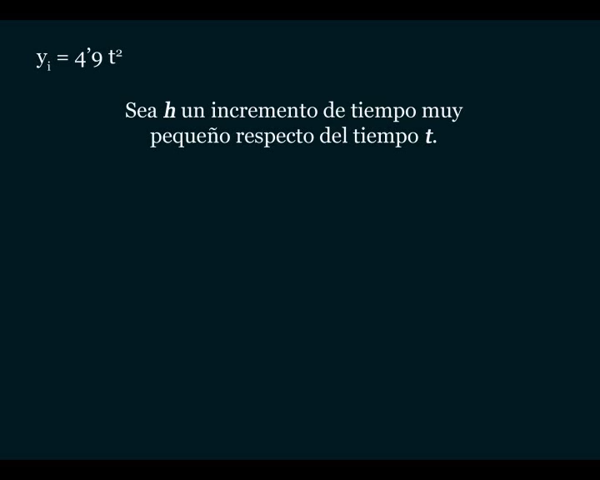 yᵢ = 4’9 t²
Sea h un incremento de tiempo muy
pequeño respecto del tiempo t.